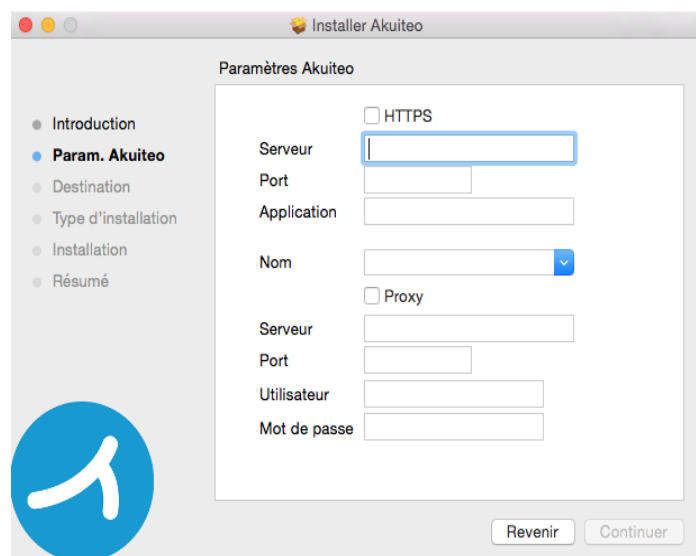 Installer Akuiteo
Paramètres Akuiteo
Introduction
Param. Akuiteo
Destination
Type d'installation
Installation
Résumé
HTTPS
Serveur
Port
Application
Nom
Proxy
Serveur
Port
Utilisateur
Mot de passe
Revenir
Continuer